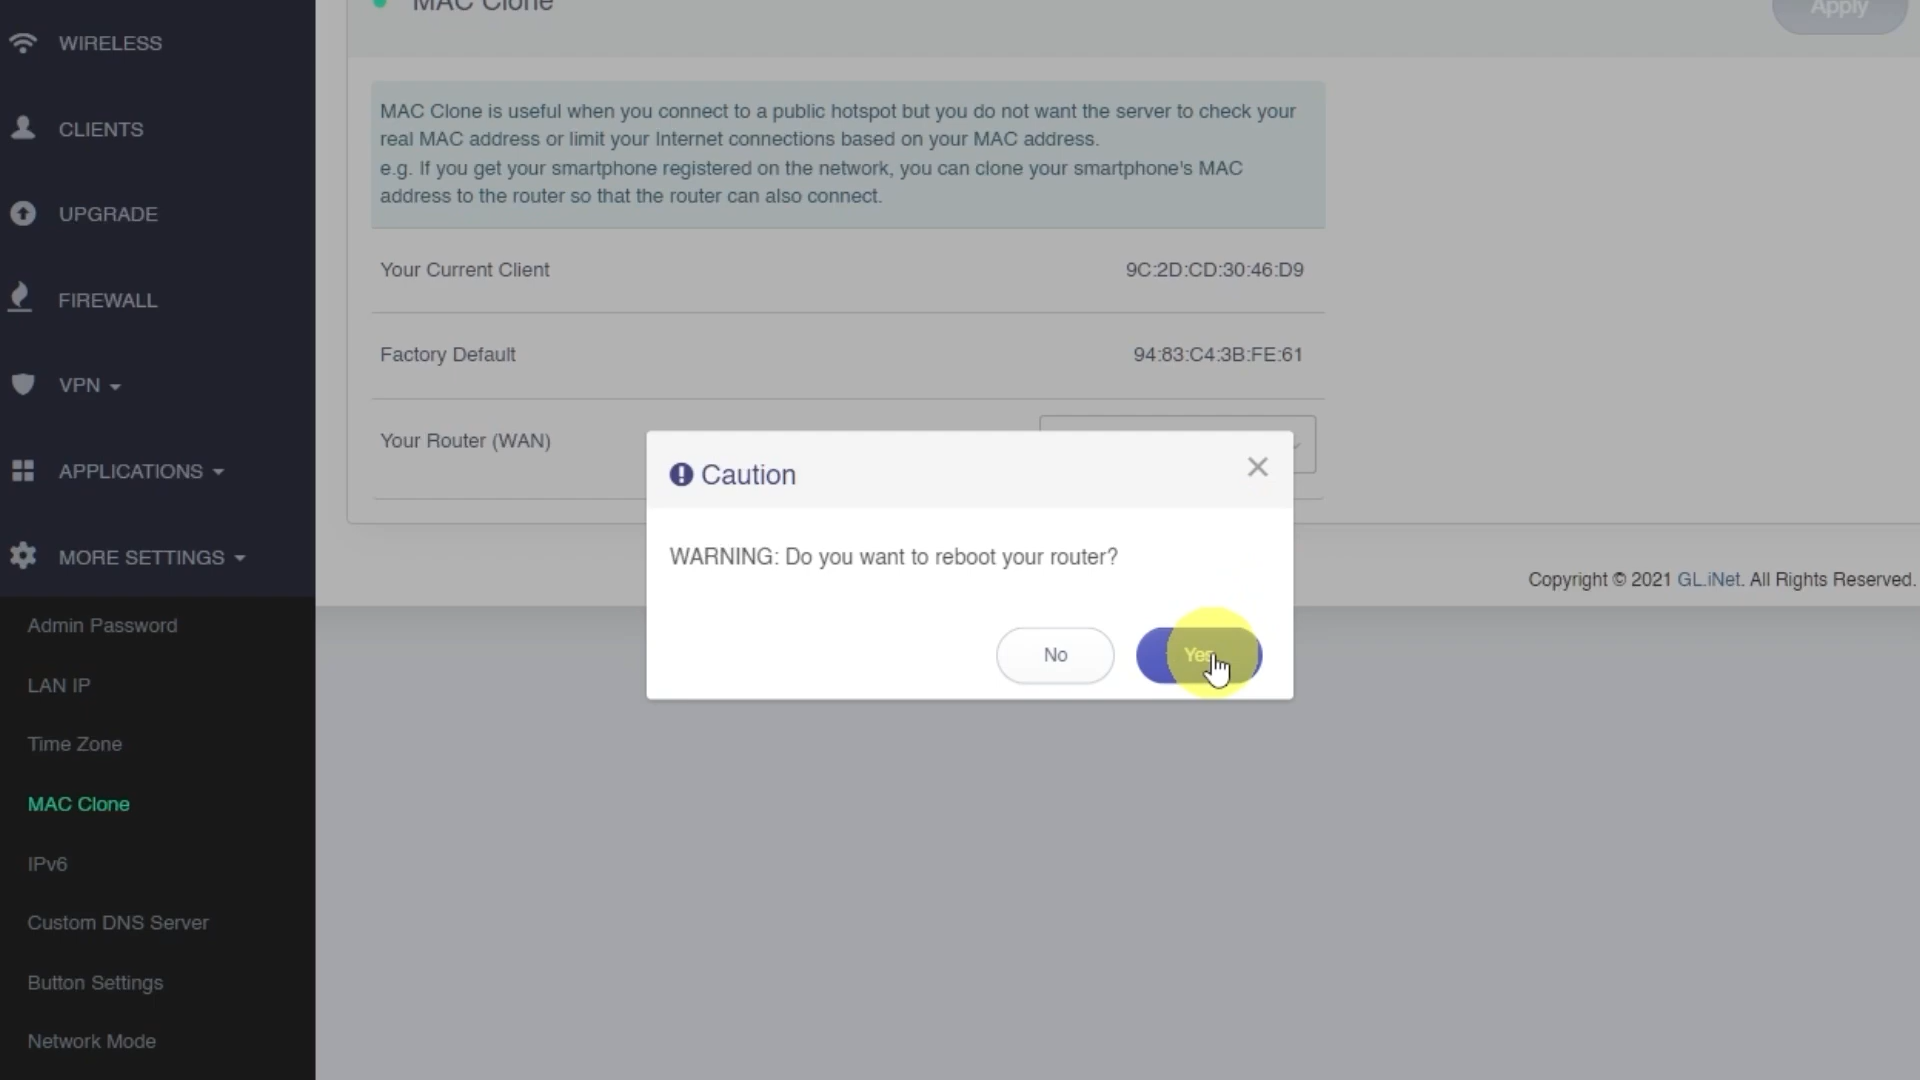 MAC Clone
Apply
WIRELESS
CLIENTS
UPGRADE
FIREWALL
VPN
APPLICATIONS
MORE SETTINGS
Admin Password
LAN IP
Time Zone
MAC Clone
IPv6
Custom DNS Server
Button Settings
Network Mode
MAC Clone is useful when you connect to a public hotspot but you do not want the server to check your
real MAC address or limit your Internet connections based on your MAC address.
e.g. If you get your smartphone registered on the network, you can clone your smartphone's MAC
address to the router so that the router can also connect.
Your Current Client 9C:2D:CD:30:46:D9
Factory Default 94:83:C4:3B:FE:61
Your Router (WAN)
Caution
WARNING: Do you want to reboot your router?
No
Yes
Copyright © 2021 GL.iNet. All Rights Reserved.